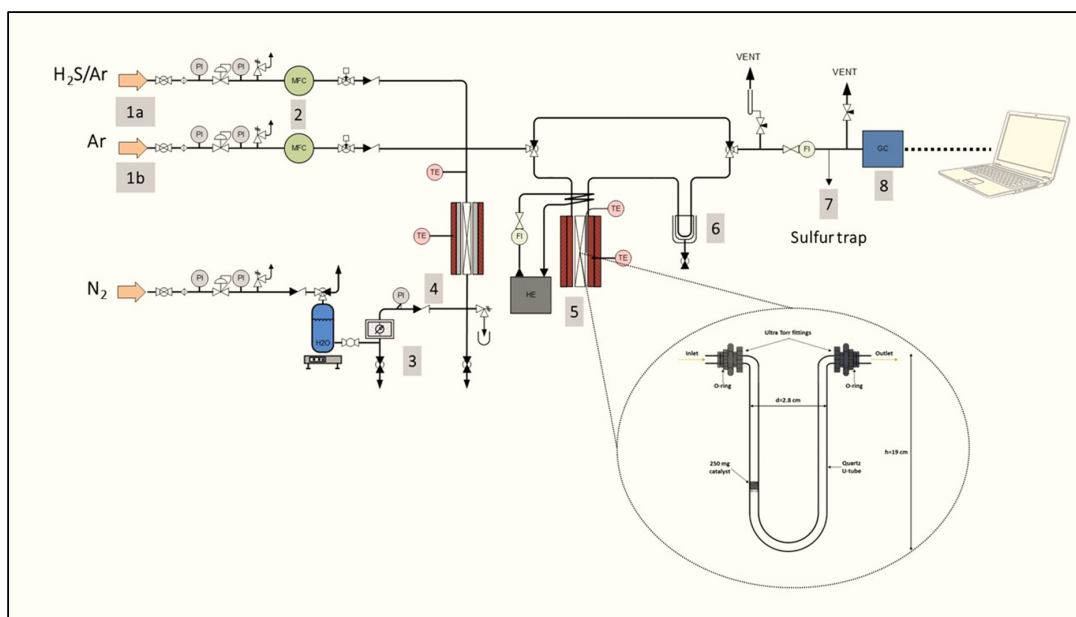 H2S/Ar
1a
PI
PI
MFC
2
Ar
1b
PI
PI
MFC
TE
TE
N2
PI
PI
H2O
PI
4
3
FI
HE
TE
TE
5
6
VENT
VENT
FI
GC
8
7
Sulfur trap
Ultra Torr fittings
Inlet
Outlet
O-ring
O-ring
d=2.8 cm
h=19 cm
250 mg
catalyst
Quartz
U-tube